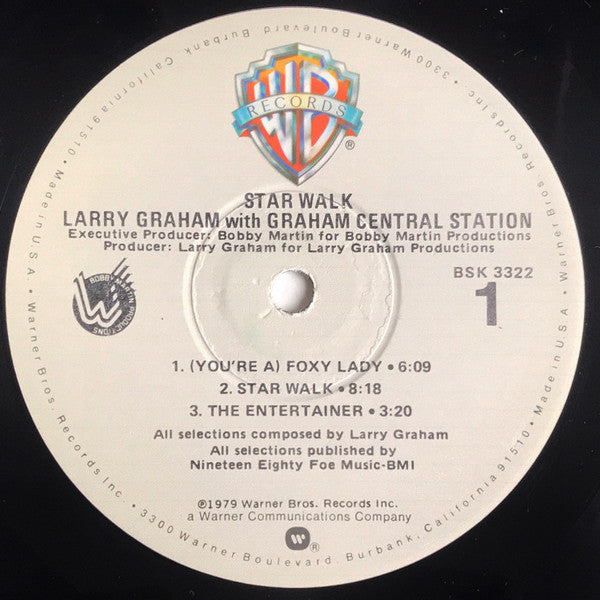 WB
RECORDS
®
STAR WALK
LARRY GRAHAM with GRAHAM CENTRAL STATION
Executive Producer: Bobby Martin for Bobby Martin Productions
Producer: Larry Graham for Larry Graham Productions
BOBBY MARTIN PRODUCTIONS
BSK 3322
1
1. (YOU'RE A) FOXY LADY • 6:09
2. STAR WALK • 8:18
3. THE ENTERTAINER • 3:20
All selections composed by Larry Graham
All selections published by
Nineteen Eighty Foe Music-BMI
℗1979 Warner Bros. Records Inc.
a Warner Communications Company
®
Made in U.S.A. • Warner Bros. Records Inc. • 3300 Warner Boulevard, Burbank, California 91510 • Made in U.S.A. • Warner Bros. Records Inc. • 3300 Warner Boulevard, Burbank, California 91510 •